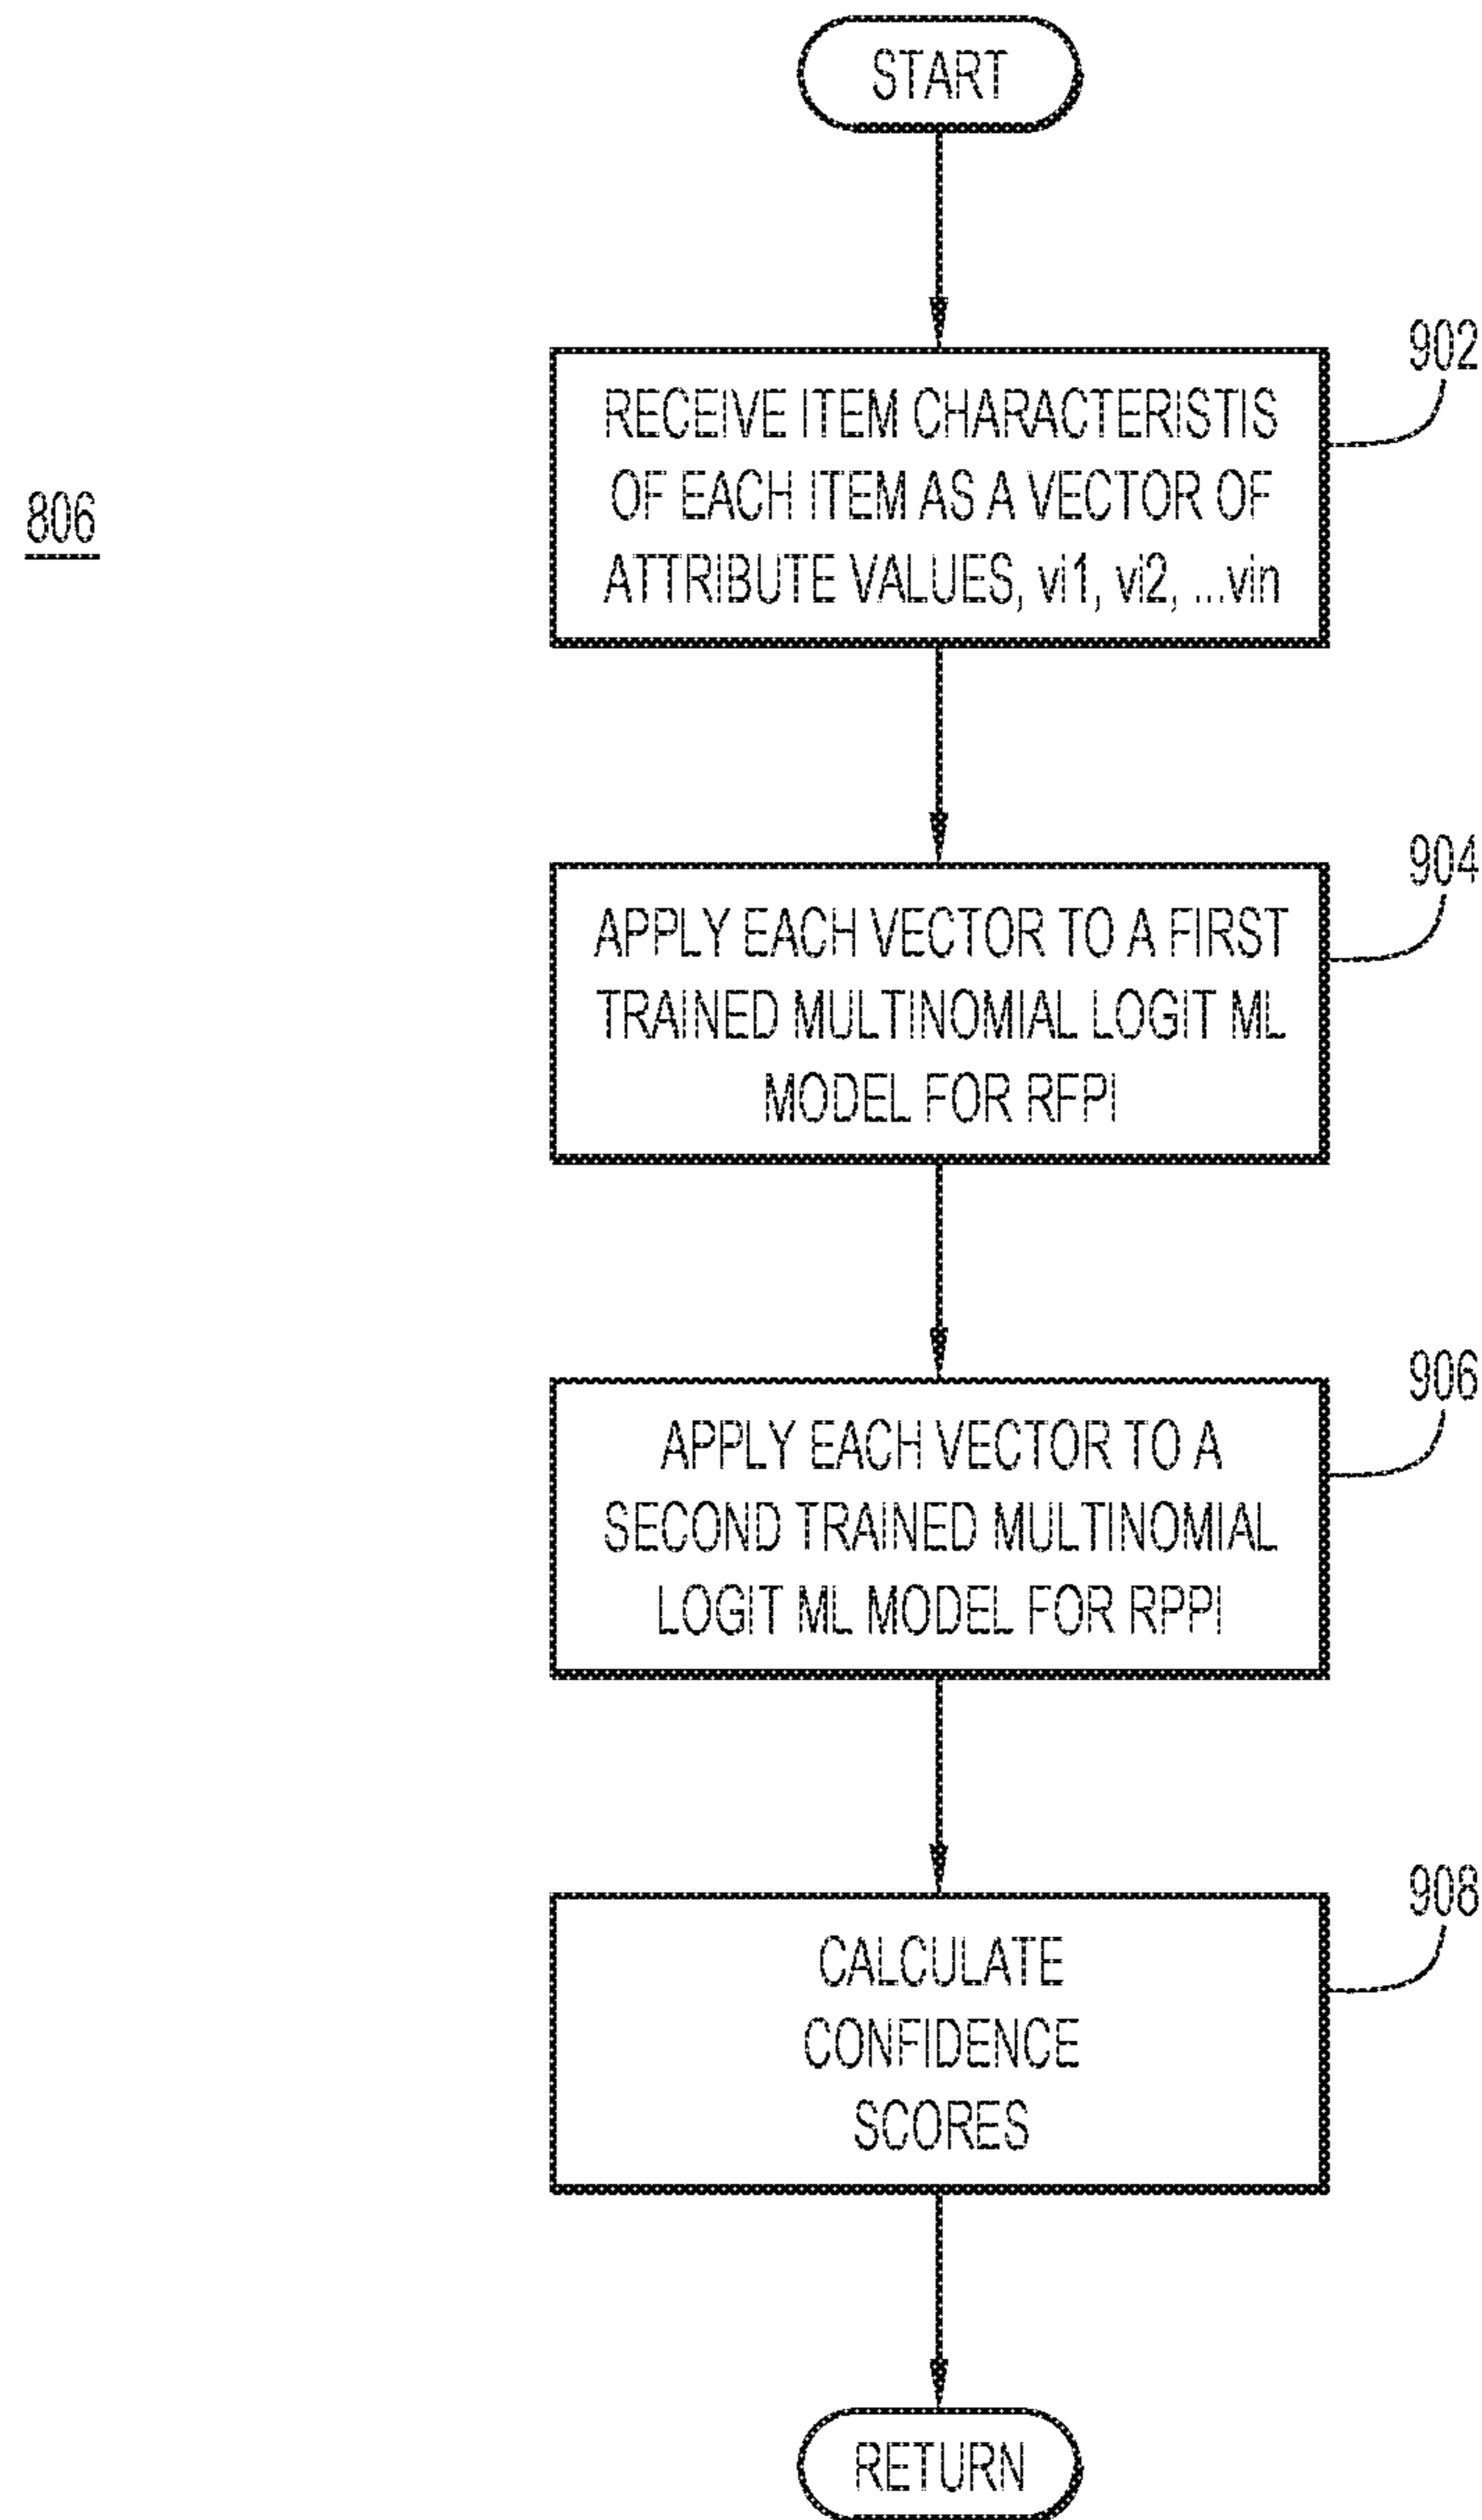 START
902
RECEIVE ITEM CHARACTERISTIS
OF EACH ITEM AS A VECTOR OF
ATTRIBUTE VALUES, vi1, vi2, ...vin
806
904
APPLY EACH VECTOR TO A FIRST
TRAINED MULTINOMIAL LOGIT ML
MODEL FOR RFPI
906
APPLY EACH VECTOR TO A
SECOND TRAINED MULTINOMIAL
LOGIT ML MODEL FOR RPPI
908
CALCULATE
CONFIDENCE
SCORES
RETURN